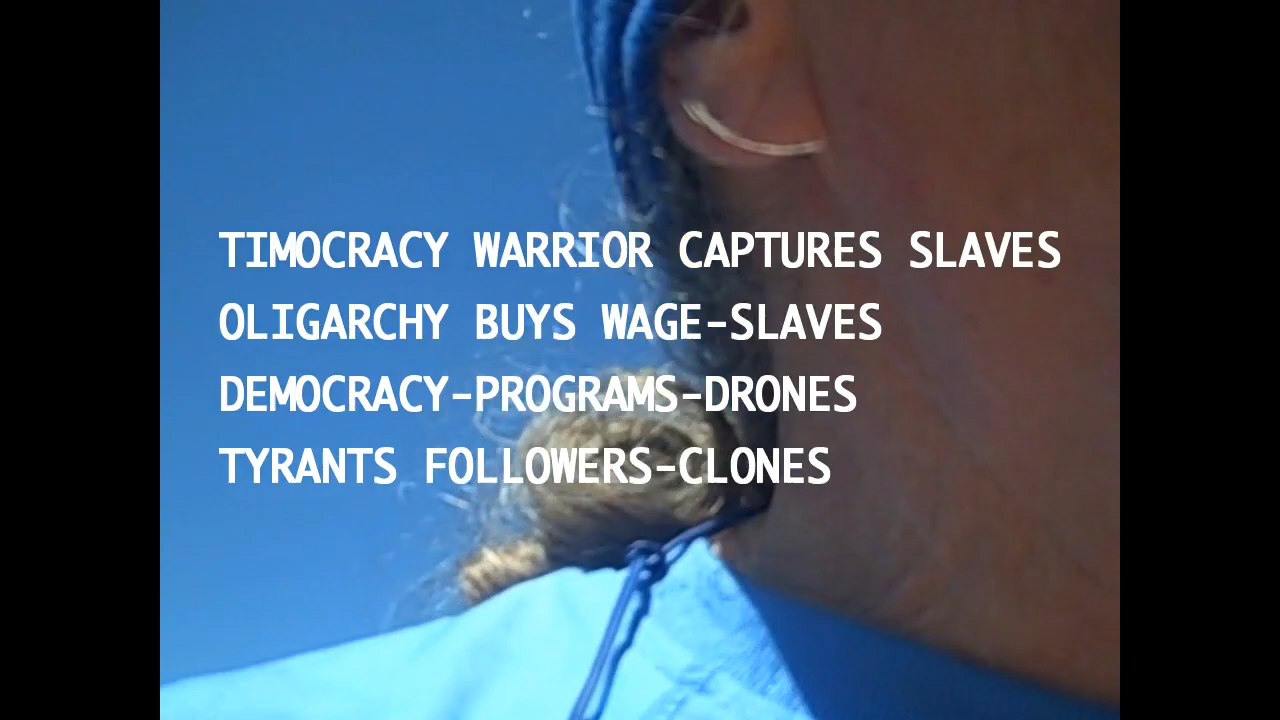 TIMOCRACY WARRIOR CAPTURES SLAVES
OLIGARCHY BUYS WAGE-SLAVES
DEMOCRACY-PROGRAMS-DRONES
TYRANTS FOLLOWERS-CLONES